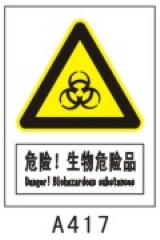 危险！生物危险品
Danger! Biohazardous substances
A417